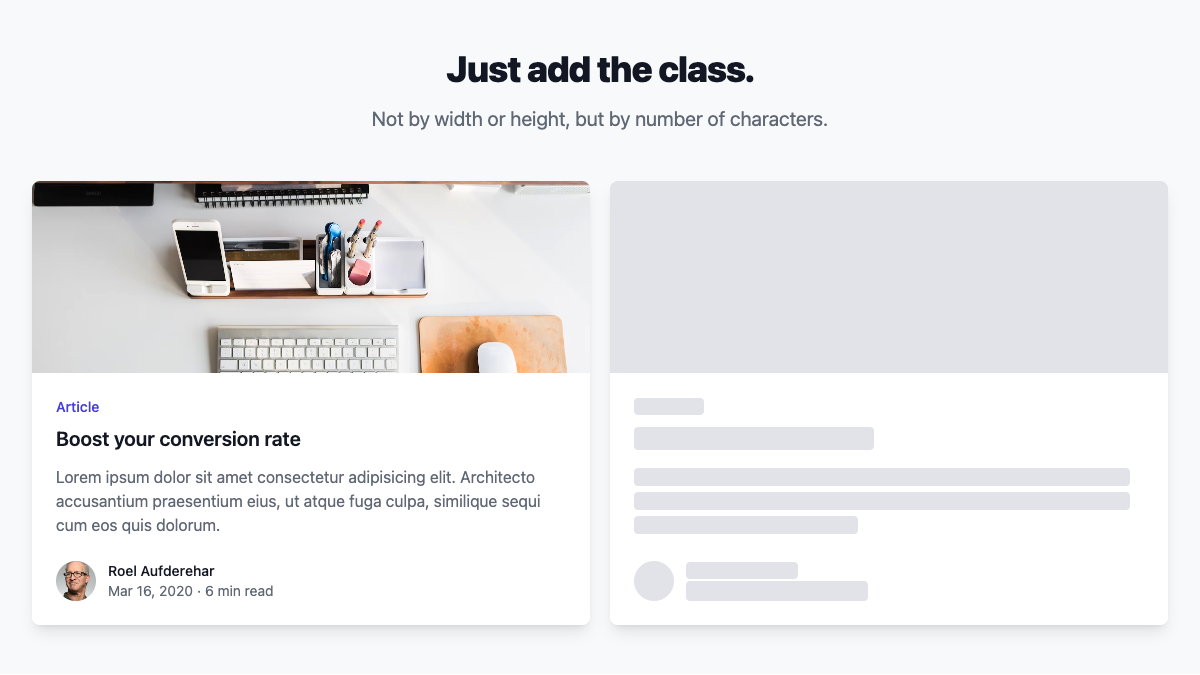 Just add the class.
Not by width or height, but by number of characters.
Article
Boost your conversion rate
Lorem ipsum dolor sit amet consectetur adipisicing elit. Architecto
accusantium praesentium eius, ut atque fuga culpa, similique sequi
cum eos quis dolorum.
Roel Aufderehar
Mar 16, 2020 · 6 min read